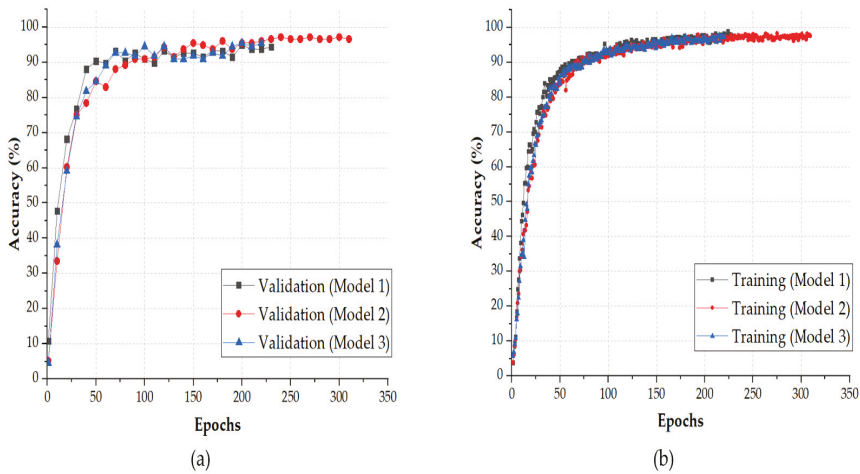 100
90
80
70
60
50
40
30
20
10
0
Accuracy (%)
Validation (Model 1)
Validation (Model 2)
Validation (Model 3)
0 50 100 150 200 250 300 350
Epochs
(a)
100
90
80
70
60
50
40
30
20
10
0
Accuracy (%)
Training (Model 1)
Training (Model 2)
Training (Model 3)
0 50 100 150 200 250 300 350
Epochs
(b)